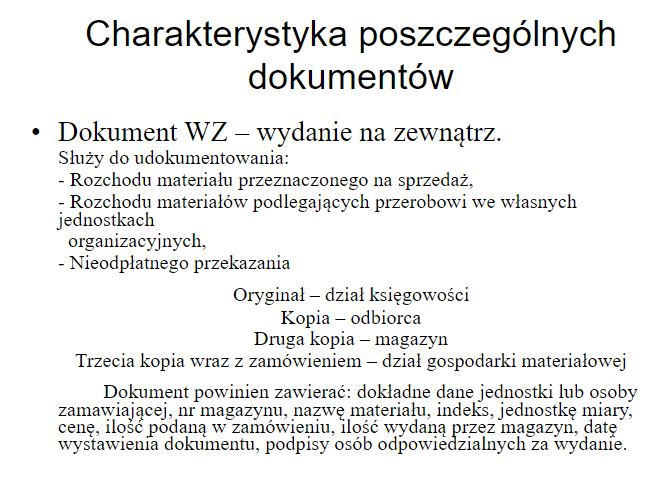 Charakterystyka poszczególnych
dokumentów
• Dokument WZ – wydanie na zewnątrz.
Służy do udokumentowania:
- Rozchodu materiału przeznaczonego na sprzedaż,
- Rozchodu materiałów podlegających przerobowi we własnych
jednostkach
organizacyjnych,
- Nieodpłatnego przekazania
Oryginał – dział księgowości
Kopia – odbiorca
Druga kopia – magazyn
Trzecia kopia wraz z zamówieniem – dział gospodarki materiałowej
Dokument powinien zawierać: dokładne dane jednostki lub osoby
zamawiającej, nr magazynu, nazwę materiału, indeks, jednostkę miary,
cenę, ilość podaną w zamówieniu, ilość wydaną przez magazyn, datę
wystawienia dokumentu, podpisy osób odpowiedzialnych za wydanie.